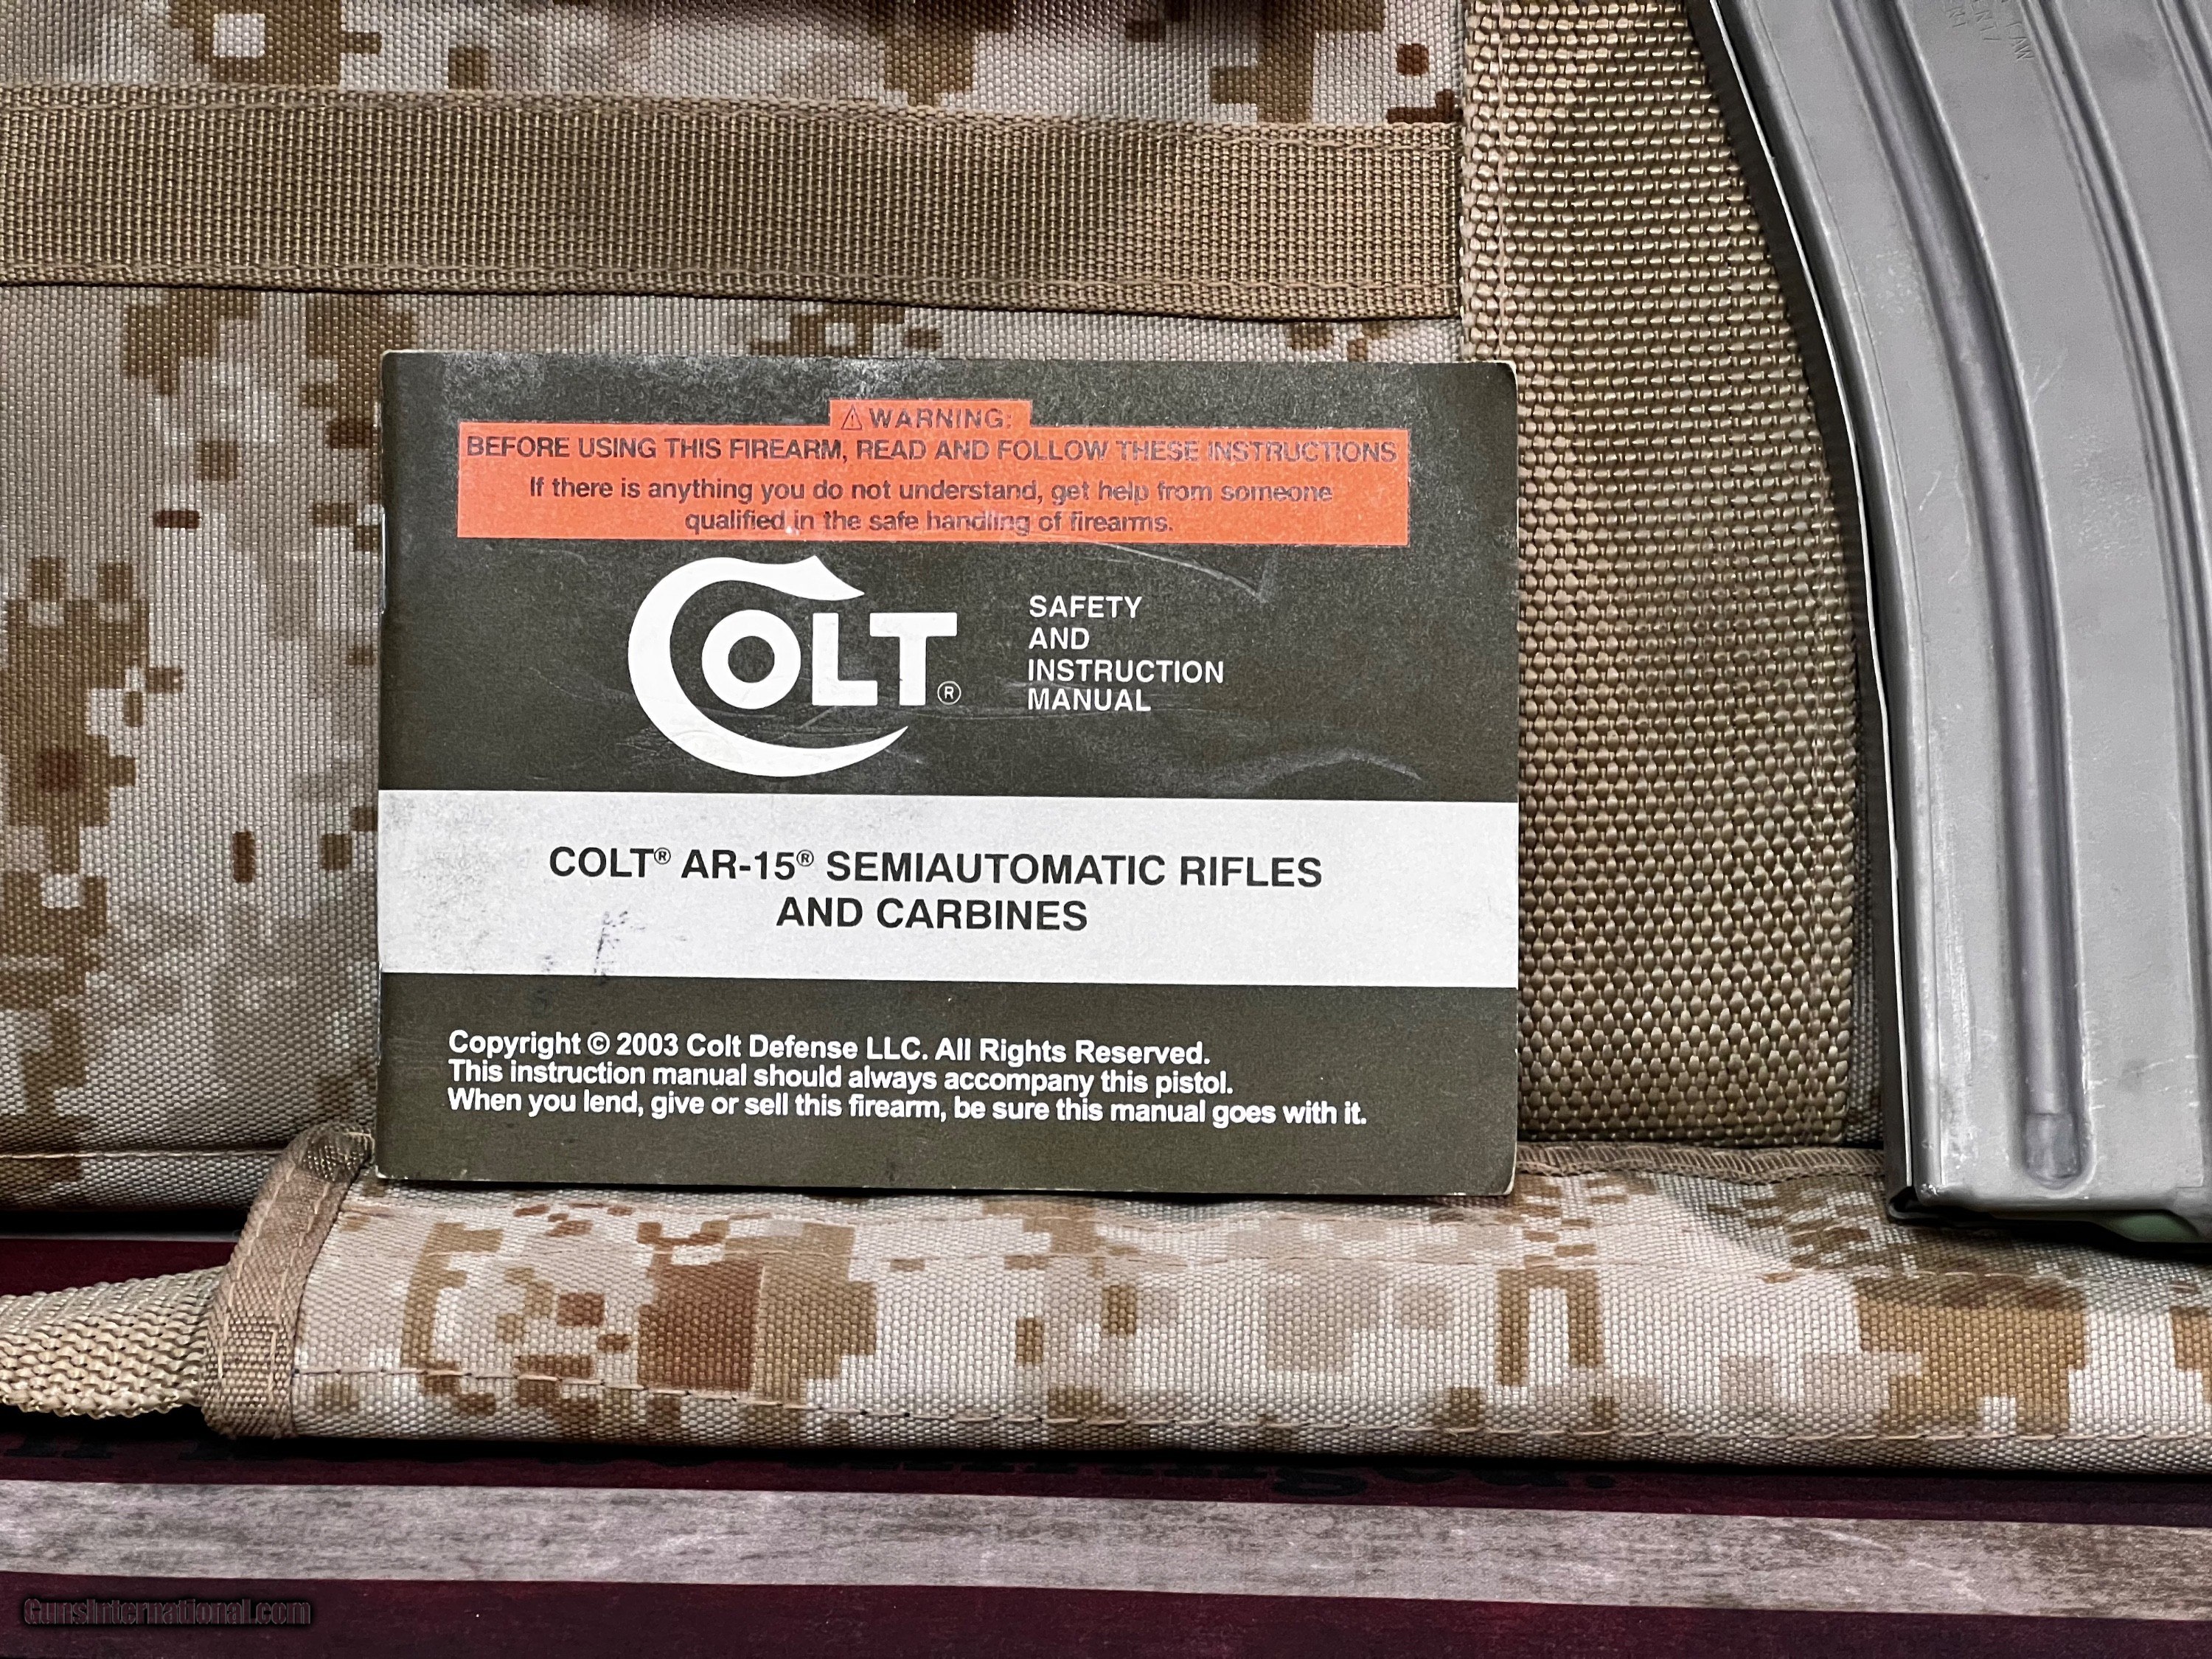 ⚠ WARNING:
BEFORE USING THIS FIREARM, READ AND FOLLOW THESE INSTRUCTIONS
If there is anything you do not understand, get help from someone
qualified in the safe handling of firearms.
COLT®
SAFETY
AND
INSTRUCTION
MANUAL
COLT® AR-15® SEMIAUTOMATIC RIFLES
AND CARBINES
Copyright © 2003 Colt Defense LLC. All Rights Reserved.
This instruction manual should always accompany this pistol.
When you lend, give or sell this firearm, be sure this manual goes with it.
GunsInternational.com